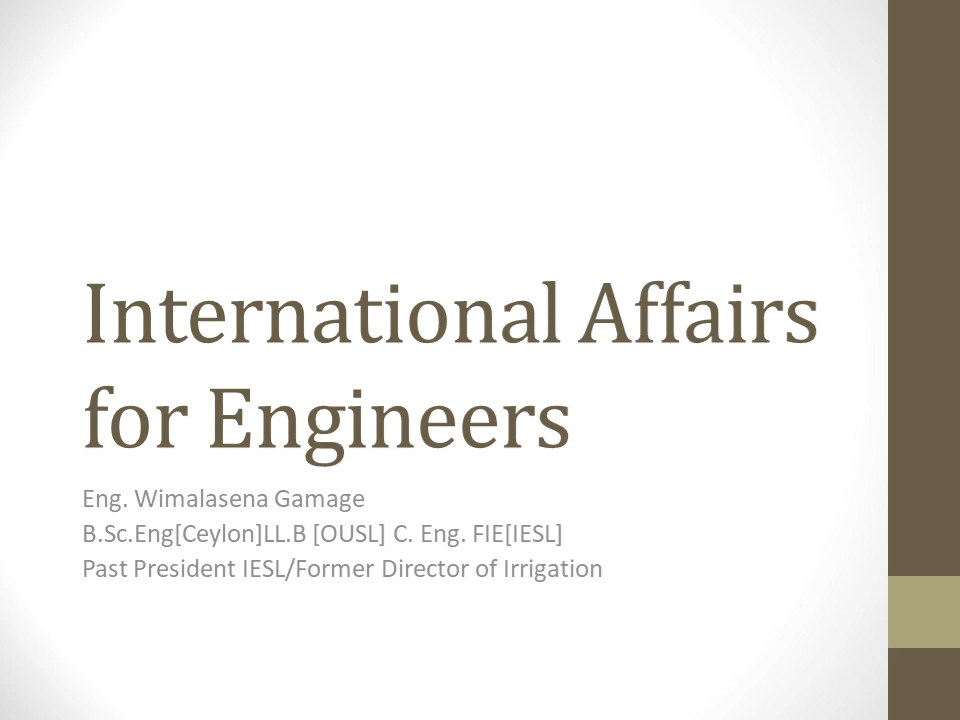 International Affairs
for Engineers
Eng. Wimalasena Gamage
B.Sc.Eng[Ceylon]LL.B [OUSL] C. Eng. FIE[IESL]
Past President IESL/Former Director of Irrigation